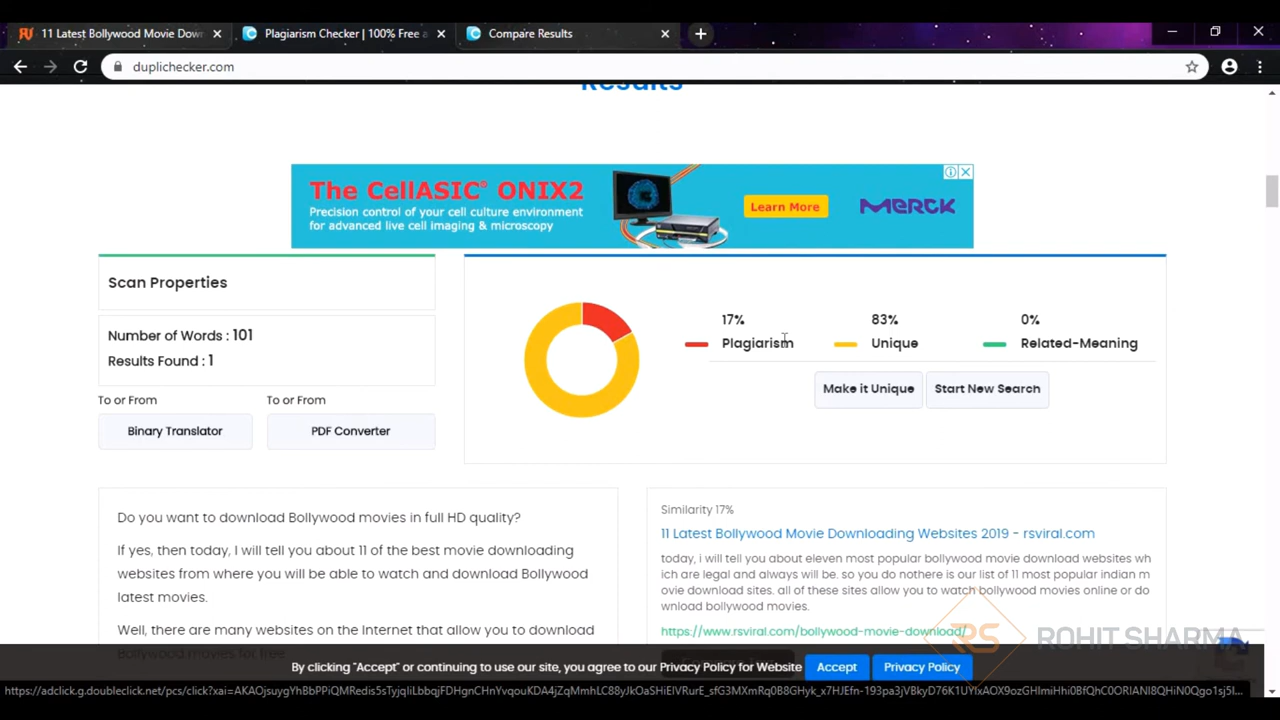 11 Latest Bollywood Movie Dow
Plagiarism Checker | 100% Free a
Compare Results
duplichecker.com
Results
The CellASIC® ONIX2
Precision control of your cell culture environment
for advanced live cell imaging & microscopy
Learn More
MERCK
Scan Properties
Number of Words : 101
Results Found : 1
To or From
To or From
Binary Translator
PDF Converter
17%
83%
0%
Plagiarism
Unique
Related-Meaning
Make it Unique
Start New Search
Do you want to download Bollywood movies in full HD quality?
If yes, then today, I will tell you about 11 of the best movie downloading
websites from where you will be able to watch and download Bollywood
latest movies.
Well, there are many websites on the Internet that allow you to download
Bollywood movies for free.
Similarity 17%
11 Latest Bollywood Movie Downloading Websites 2019 - rsviral.com
today, i will tell you about eleven most popular bollywood movie download websites wh
ich are legal and always will be. so you do nothere is our list of 11 most popular indian m
ovie download sites. all of these sites allow you to watch bollywood movies online or do
wnload bollywood movies.
https://www.rsviral.com/bollywood-movie-download/
RS ROHIT SHARMA
By clicking "Accept" or continuing to use our site, you agree to our Privacy Policy for Website
Accept
Privacy Policy